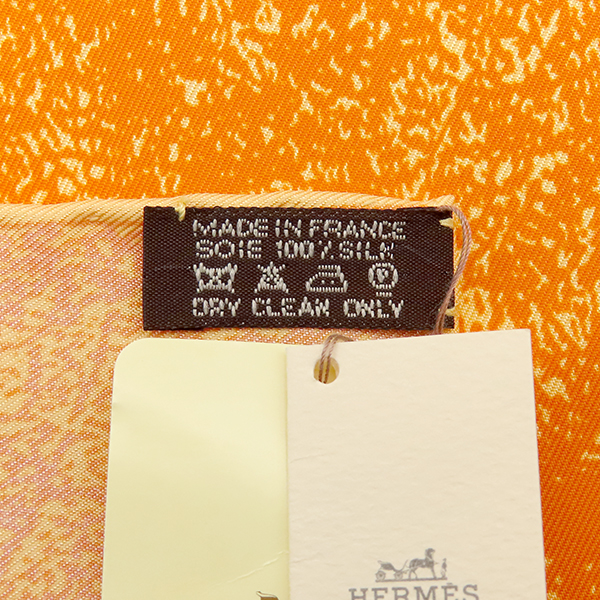 MADE IN FRANCE
SOIE 100% SILK
DRY CLEAN ONLY
HERMÈS